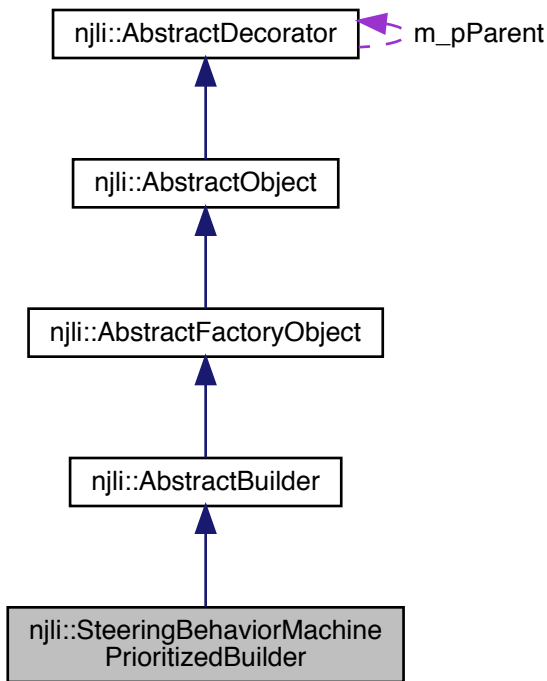 njli::AbstractDecorator
m_pParent
njli::AbstractObject
njli::AbstractFactoryObject
njli::AbstractBuilder
njli::SteeringBehaviorMachine
PrioritizedBuilder